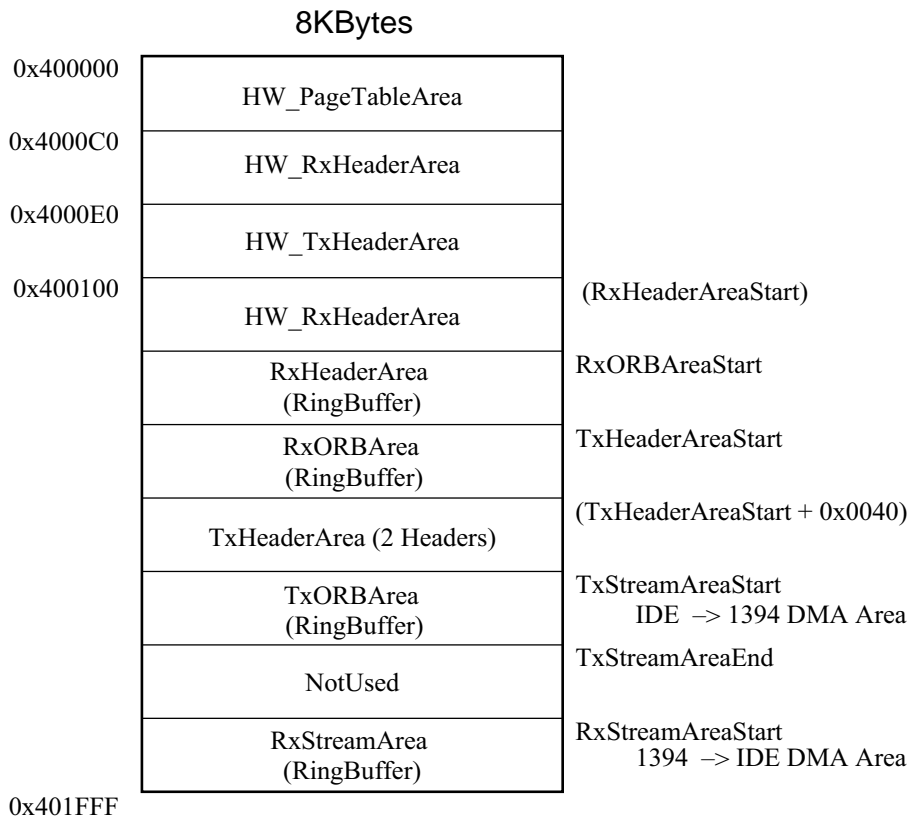 8KBytes
0x400000
HW_PageTableArea
0x4000C0
HW_RxHeaderArea
0x4000E0
HW_TxHeaderArea
0x400100
(RxHeaderAreaStart)
HW_RxHeaderArea
RxHeaderArea
(RingBuffer)
RxORBAreaStart
RxORBArea
(RingBuffer)
TxHeaderAreaStart
TxHeaderArea (2 Headers)
(TxHeaderAreaStart + 0x0040)
TxORBArea
(RingBuffer)
TxStreamAreaStart
IDE –> 1394 DMA Area
TxStreamAreaEnd
NotUsed
RxStreamArea
(RingBuffer)
RxStreamAreaStart
1394 –> IDE DMA Area
0x401FFF